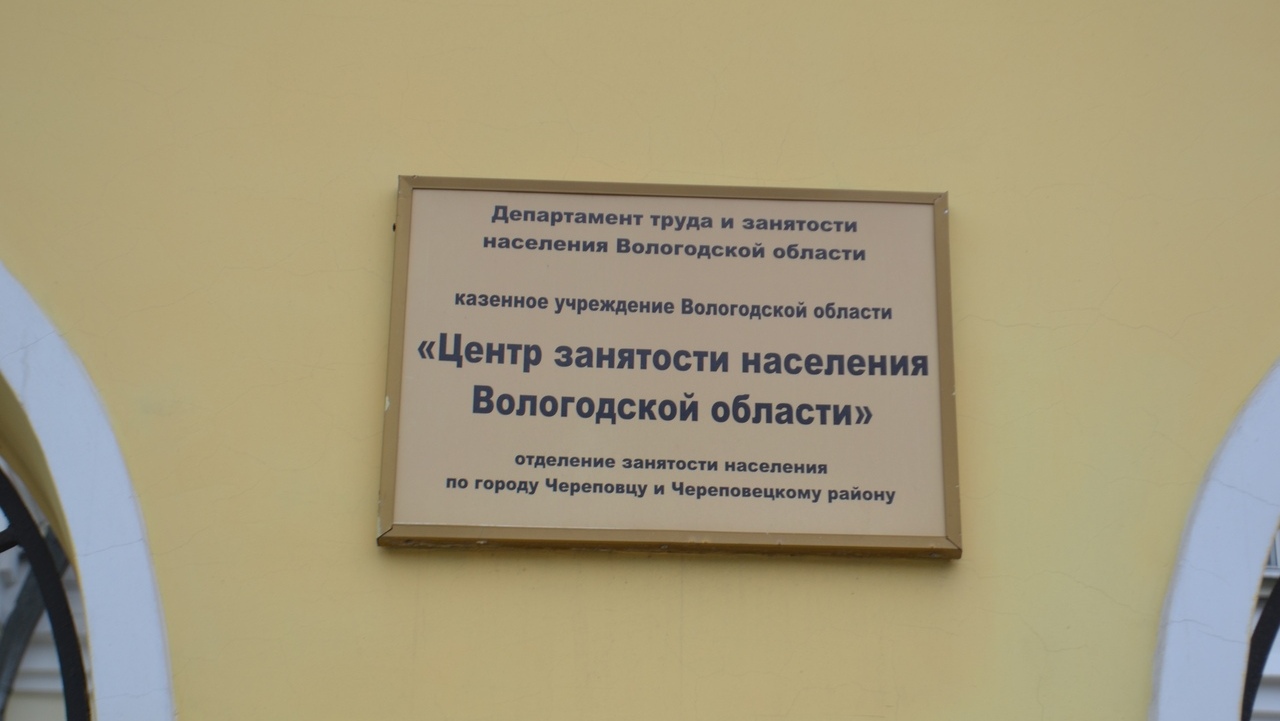 Департамент труда и занятости
населения Вологодской области
казенное учреждение Вологодской области
«Центр занятости населения
Вологодской области»
отделение занятости населения
по городу Череповцу и Череповецкому району